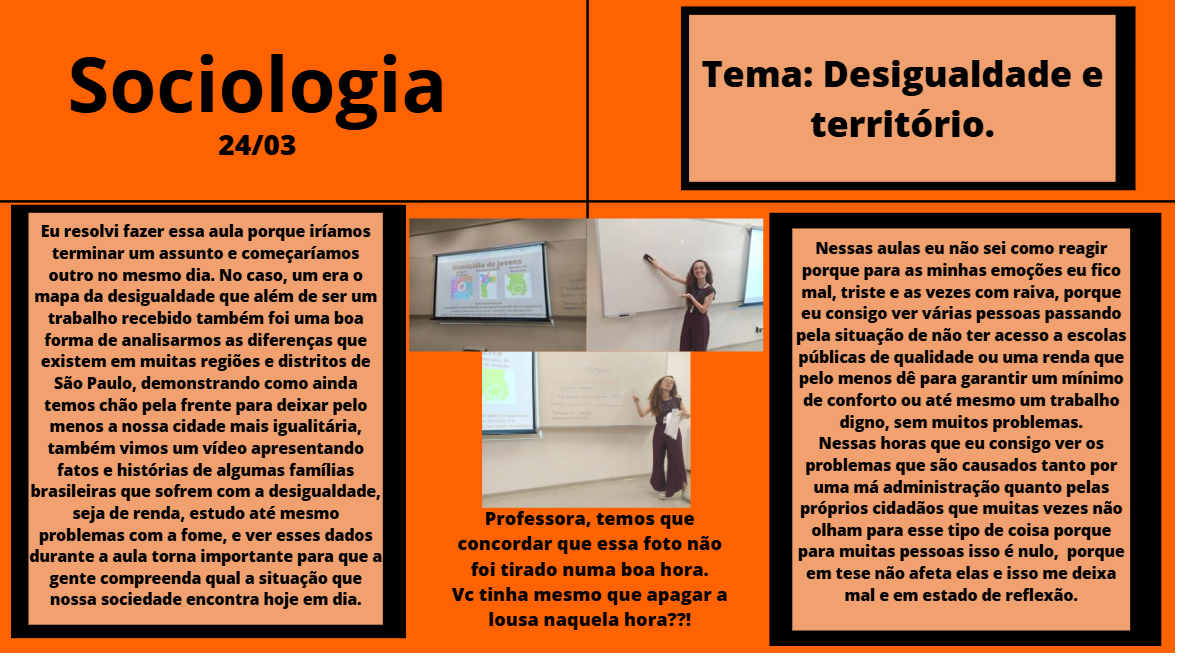 Sociologia
24/03
Tema: Desigualdade e
território.
Eu resolvi fazer essa aula porque iríamos
terminar um assunto e começaríamos
outro no mesmo dia. No caso, um era o
mapa da desigualdade que além de ser um
trabalho recebido também foi uma boa
forma de analisarmos as diferenças que
existem em muitas regiões e distritos de
São Paulo, demonstrando como ainda
temos chão pela frente para deixar pelo
menos a nossa cidade mais igualitária,
também vimos um vídeo apresentando
fatos e histórias de algumas famílias
brasileiras que sofrem com a desigualdade,
seja de renda, estudo até mesmo
problemas com a fome, e ver esses dados
durante a aula torna importante para que a
gente compreenda qual a situação que
nossa sociedade encontra hoje em dia.
Homicídio de jovens
Professora, temos que
concordar que essa foto não
foi tirado numa boa hora.
Vc tinha mesmo que apagar a
lousa naquela hora??!
Nessas aulas eu não sei como reagir
porque para as minhas emoções eu fico
mal, triste e as vezes com raiva, porque
eu consigo ver várias pessoas passando
pela situação de não ter acesso a escolas
públicas de qualidade ou uma renda que
pelo menos dê para garantir um mínimo
de conforto ou até mesmo um trabalho
digno, sem muitos problemas.
Nessas horas que eu consigo ver os
problemas que são causados tanto por
uma má administração quanto pelas
próprios cidadãos que muitas vezes não
olham para esse tipo de coisa porque
para muitas pessoas isso é nulo, porque
em tese não afeta elas e isso me deixa
mal e em estado de reflexão.